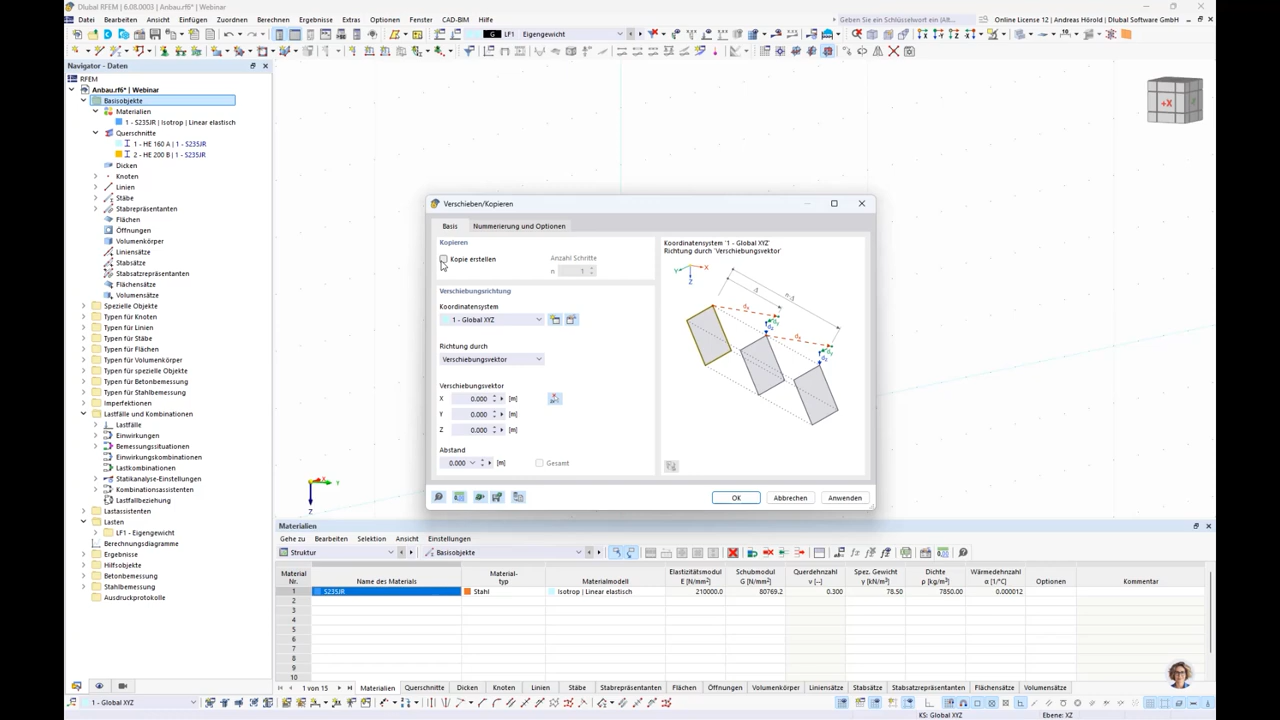 Dlubal RFEM | 6.08.0003 | Anbau.rf6* | Webinar
Datei Bearbeiten Ansicht Einfügen Zuordnen Berechnen Ergebnisse Extras Optionen Fenster CAD-BIM Hilfe
Geben Sie ein Schlüsselwort ein (AR...
Online License 12 | Andreas Hörold | Dlubal Software GmbH
G LF1 Eigengewicht
Navigator - Daten
RFEM
Anbau.rf6* | Webinar
Basisobjekte
Materialien
1 - S235JR | Isotrop | Linear elastisch
Querschnitte
1 - HE 160 A | 1 - S235JR
2 - HE 200 B | 1 - S235JR
Dicken
Knoten
Linien
Stäbe
Stabrepräsentanten
Flächen
Öffnungen
Volumenkörper
Liniensätze
Stabsätze
Stabsatzrepräsentanten
Flächensätze
Volumensätze
Spezielle Objekte
Typen für Knoten
Typen für Linien
Typen für Stäbe
Typen für Flächen
Typen für Volumenkörper
Typen für spezielle Objekte
Typen für Betonbemessung
Typen für Stahlbemessung
Imperfektionen
Lastfälle und Kombinationen
Lastfälle
Einwirkungen
Bemessungssituationen
Einwirkungskombinationen
Lastkombinationen
Statikanalyse-Einstellungen
Kombinationsassistenten
Lastfallbeziehung
Lastassistenten
Lasten
LF1 - Eigengewicht
Berechnungsdiagramme
Ergebnisse
Hilfsobjekte
Betonbemessung
Stahlbemessung
Ausdruckprotokolle
+X
Verschieben/Kopieren
Basis Nummerierung und Optionen
Kopieren
Kopie erstellen
Anzahl Schritte
n 1
Verschiebungsrichtung
Koordinatensystem
1 - Global XYZ
Richtung durch
Verschiebungsvektor
Verschiebungsvektor
X 0.000 [m]
Y 0.000 [m]
Z 0.000 [m]
Abstand
0.000 [m] Gesamt
Koordinatensystem '1 - Global XYZ'
Richtung durch 'Verschiebungsvektor'
Y X
Z
OK Abbrechen Anwenden
Y
Z
Materialien
Gehe zu Bearbeiten Selektion Ansicht Einstellungen
Struktur Basisobjekte
Material Nr. Name des Materials Material-typ Materialmodell Elastizitätsmodul E [N/mm²] Schubmodul G [N/mm²] Querdehnzahl ν [--] Spez. Gewicht γ [kN/m³] Dichte ρ [kg/m³] Wärmedehnzahl α [1/°C] Optionen Kommentar
1 S235JR Stahl Isotrop | Linear elastisch 210000.0 80769.2 0.300 78.50 7850.00 0.000012
2
3
4
5
6
7
8
9
10
1 von 15 Materialien Querschnitte Dicken Knoten Linien Stäbe Stabrepräsentanten Flächen Öffnungen Volumenkörper Liniensätze Stabsätze Stabsatzrepräsentanten Flächensätze Volumensätze
1 - Global XYZ
KS: Global XYZ Ebene: XZ